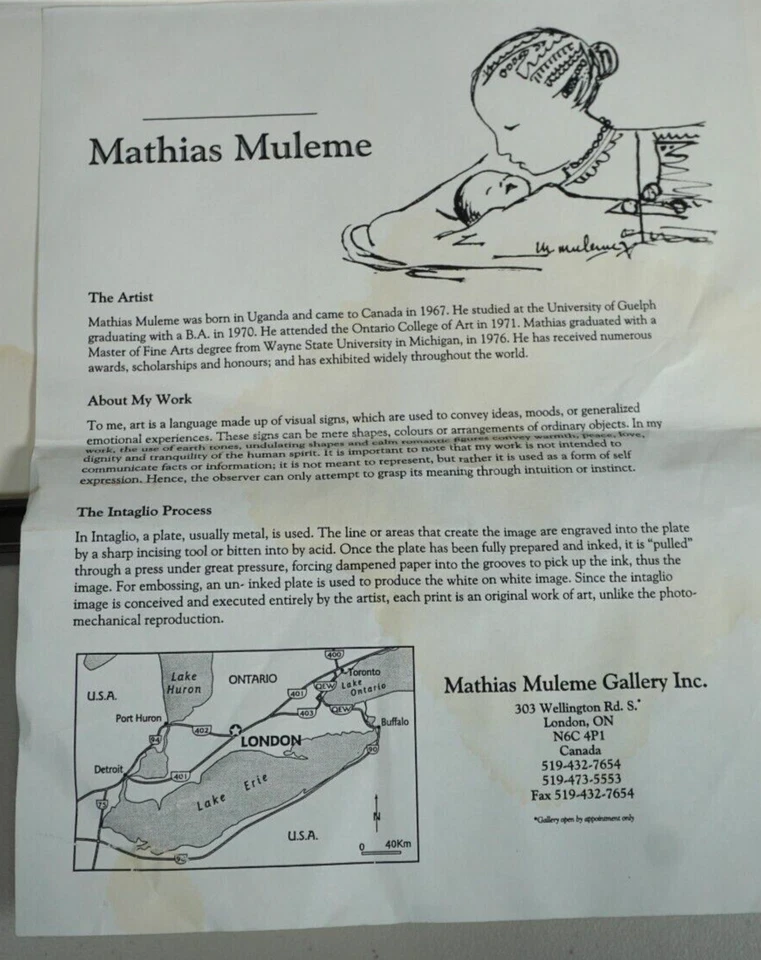 Mathias Muleme
m muleme
The Artist
Mathias Muleme was born in Uganda and came to Canada in 1967. He studied at the University of Guelph
graduating with a B.A. in 1970. He attended the Ontario College of Art in 1971. Mathias graduated with a
Master of Fine Arts degree from Wayne State University in Michigan, in 1976. He has received numerous
awards, scholarships and honours; and has exhibited widely throughout the world.
About My Work
To me, art is a language made up of visual signs, which are used to convey ideas, moods, or generalized
emotional experiences. These signs can be mere shapes, colours or arrangements of ordinary objects. In my
work, the use of earth tones, undulating shapes and calm romantic figures convey warmth, peace, love,
dignity and tranquility of the human spirit. It is important to note that my work is not intended to
communicate facts or information; it is not meant to represent, but rather it is used as a form of self
expression. Hence, the observer can only attempt to grasp its meaning through intuition or instinct.
The Intaglio Process
In Intaglio, a plate, usually metal, is used. The line or areas that create the image are engraved into the plate
by a sharp incising tool or bitten into by acid. Once the plate has been fully prepared and inked, it is “pulled”
through a press under great pressure, forcing dampened paper into the grooves to pick up the ink, thus the
image. For embossing, an un- inked plate is used to produce the white on white image. Since the intaglio
image is conceived and executed entirely by the artist, each print is an original work of art, unlike the photo-
mechanical reproduction.
400
Toronto
Lake
Huron
ONTARIO
Lake
Ontario
U.S.A.
401
QEW
403
QEW
Port Huron
402
Buffalo
94
LONDON
90
Detroit
401
Lake Erie
75
N
U.S.A.
0 40Km
Mathias Muleme Gallery Inc.
303 Wellington Rd. S.*
London, ON
N6C 4P1
Canada
519-432-7654
519-473-5553
Fax 519-432-7654
*Gallery open by appointment only